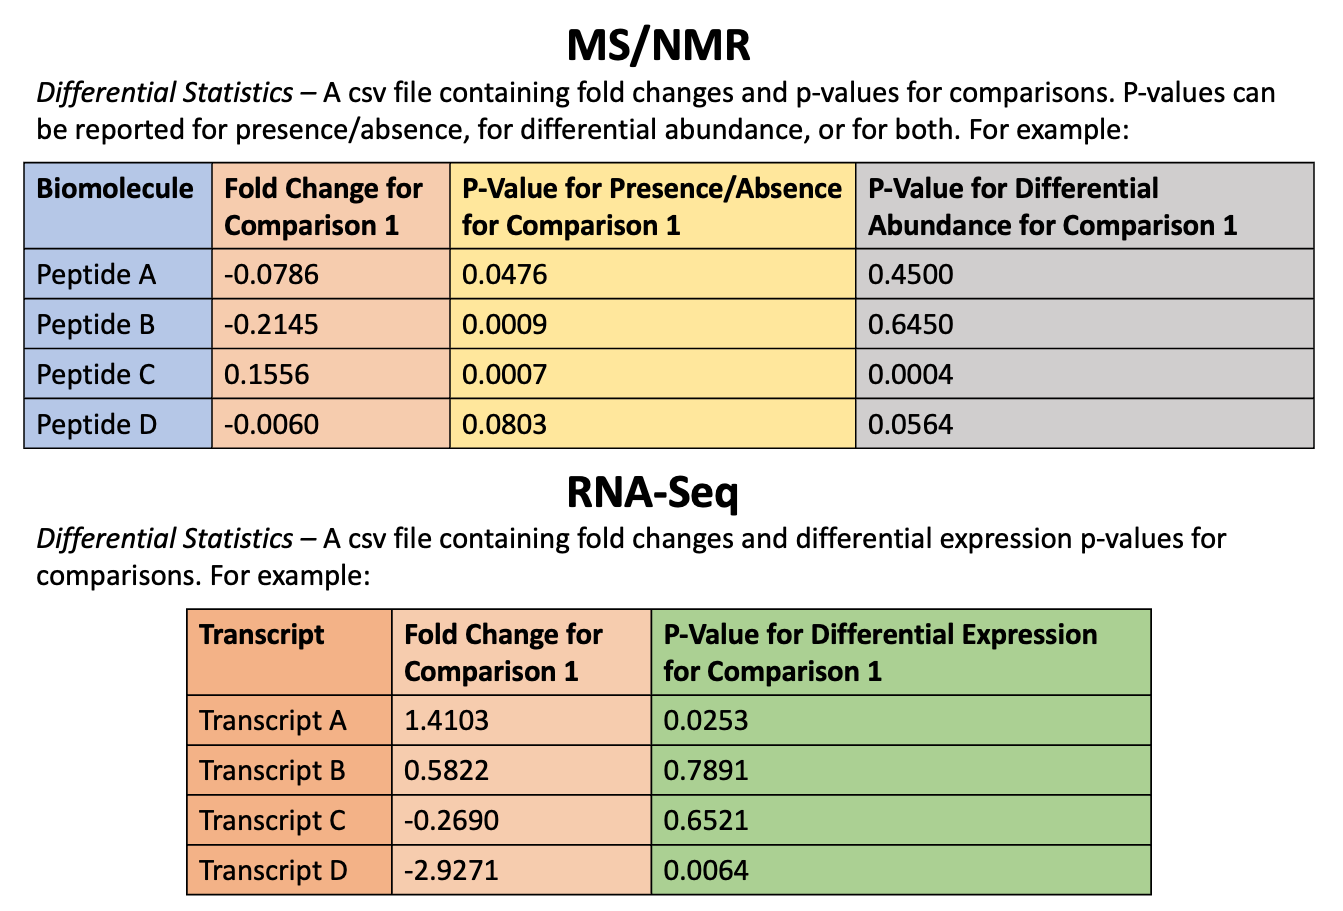 MS/NMR
Differential Statistics – A csv file containing fold changes and p-values for comparisons. P-values can
be reported for presence/absence, for differential abundance, or for both. For example:
Biomolecule | Fold Change for Comparison 1 | P-Value for Presence/Absence for Comparison 1 | P-Value for Differential Abundance for Comparison 1
Peptide A | -0.0786 | 0.0476 | 0.4500
Peptide B | -0.2145 | 0.0009 | 0.6450
Peptide C | 0.1556 | 0.0007 | 0.0004
Peptide D | -0.0060 | 0.0803 | 0.0564
RNA-Seq
Differential Statistics – A csv file containing fold changes and differential expression p-values for
comparisons. For example:
Transcript | Fold Change for Comparison 1 | P-Value for Differential Expression for Comparison 1
Transcript A | 1.4103 | 0.0253
Transcript B | 0.5822 | 0.7891
Transcript C | -0.2690 | 0.6521
Transcript D | -2.9271 | 0.0064